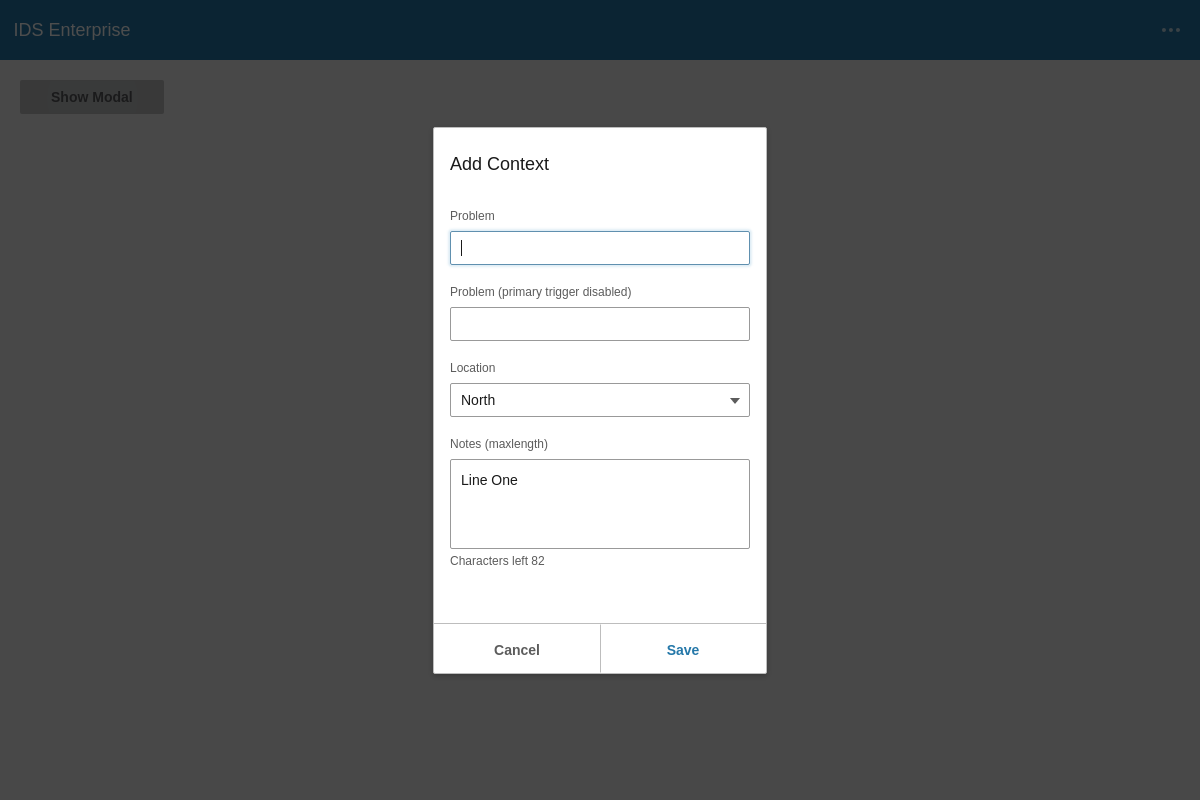 IDS Enterprise
Show Modal
Add Context
Problem
Problem (primary trigger disabled)
Location
North
Notes (maxlength)
Line One
Characters left 82
Cancel
Save